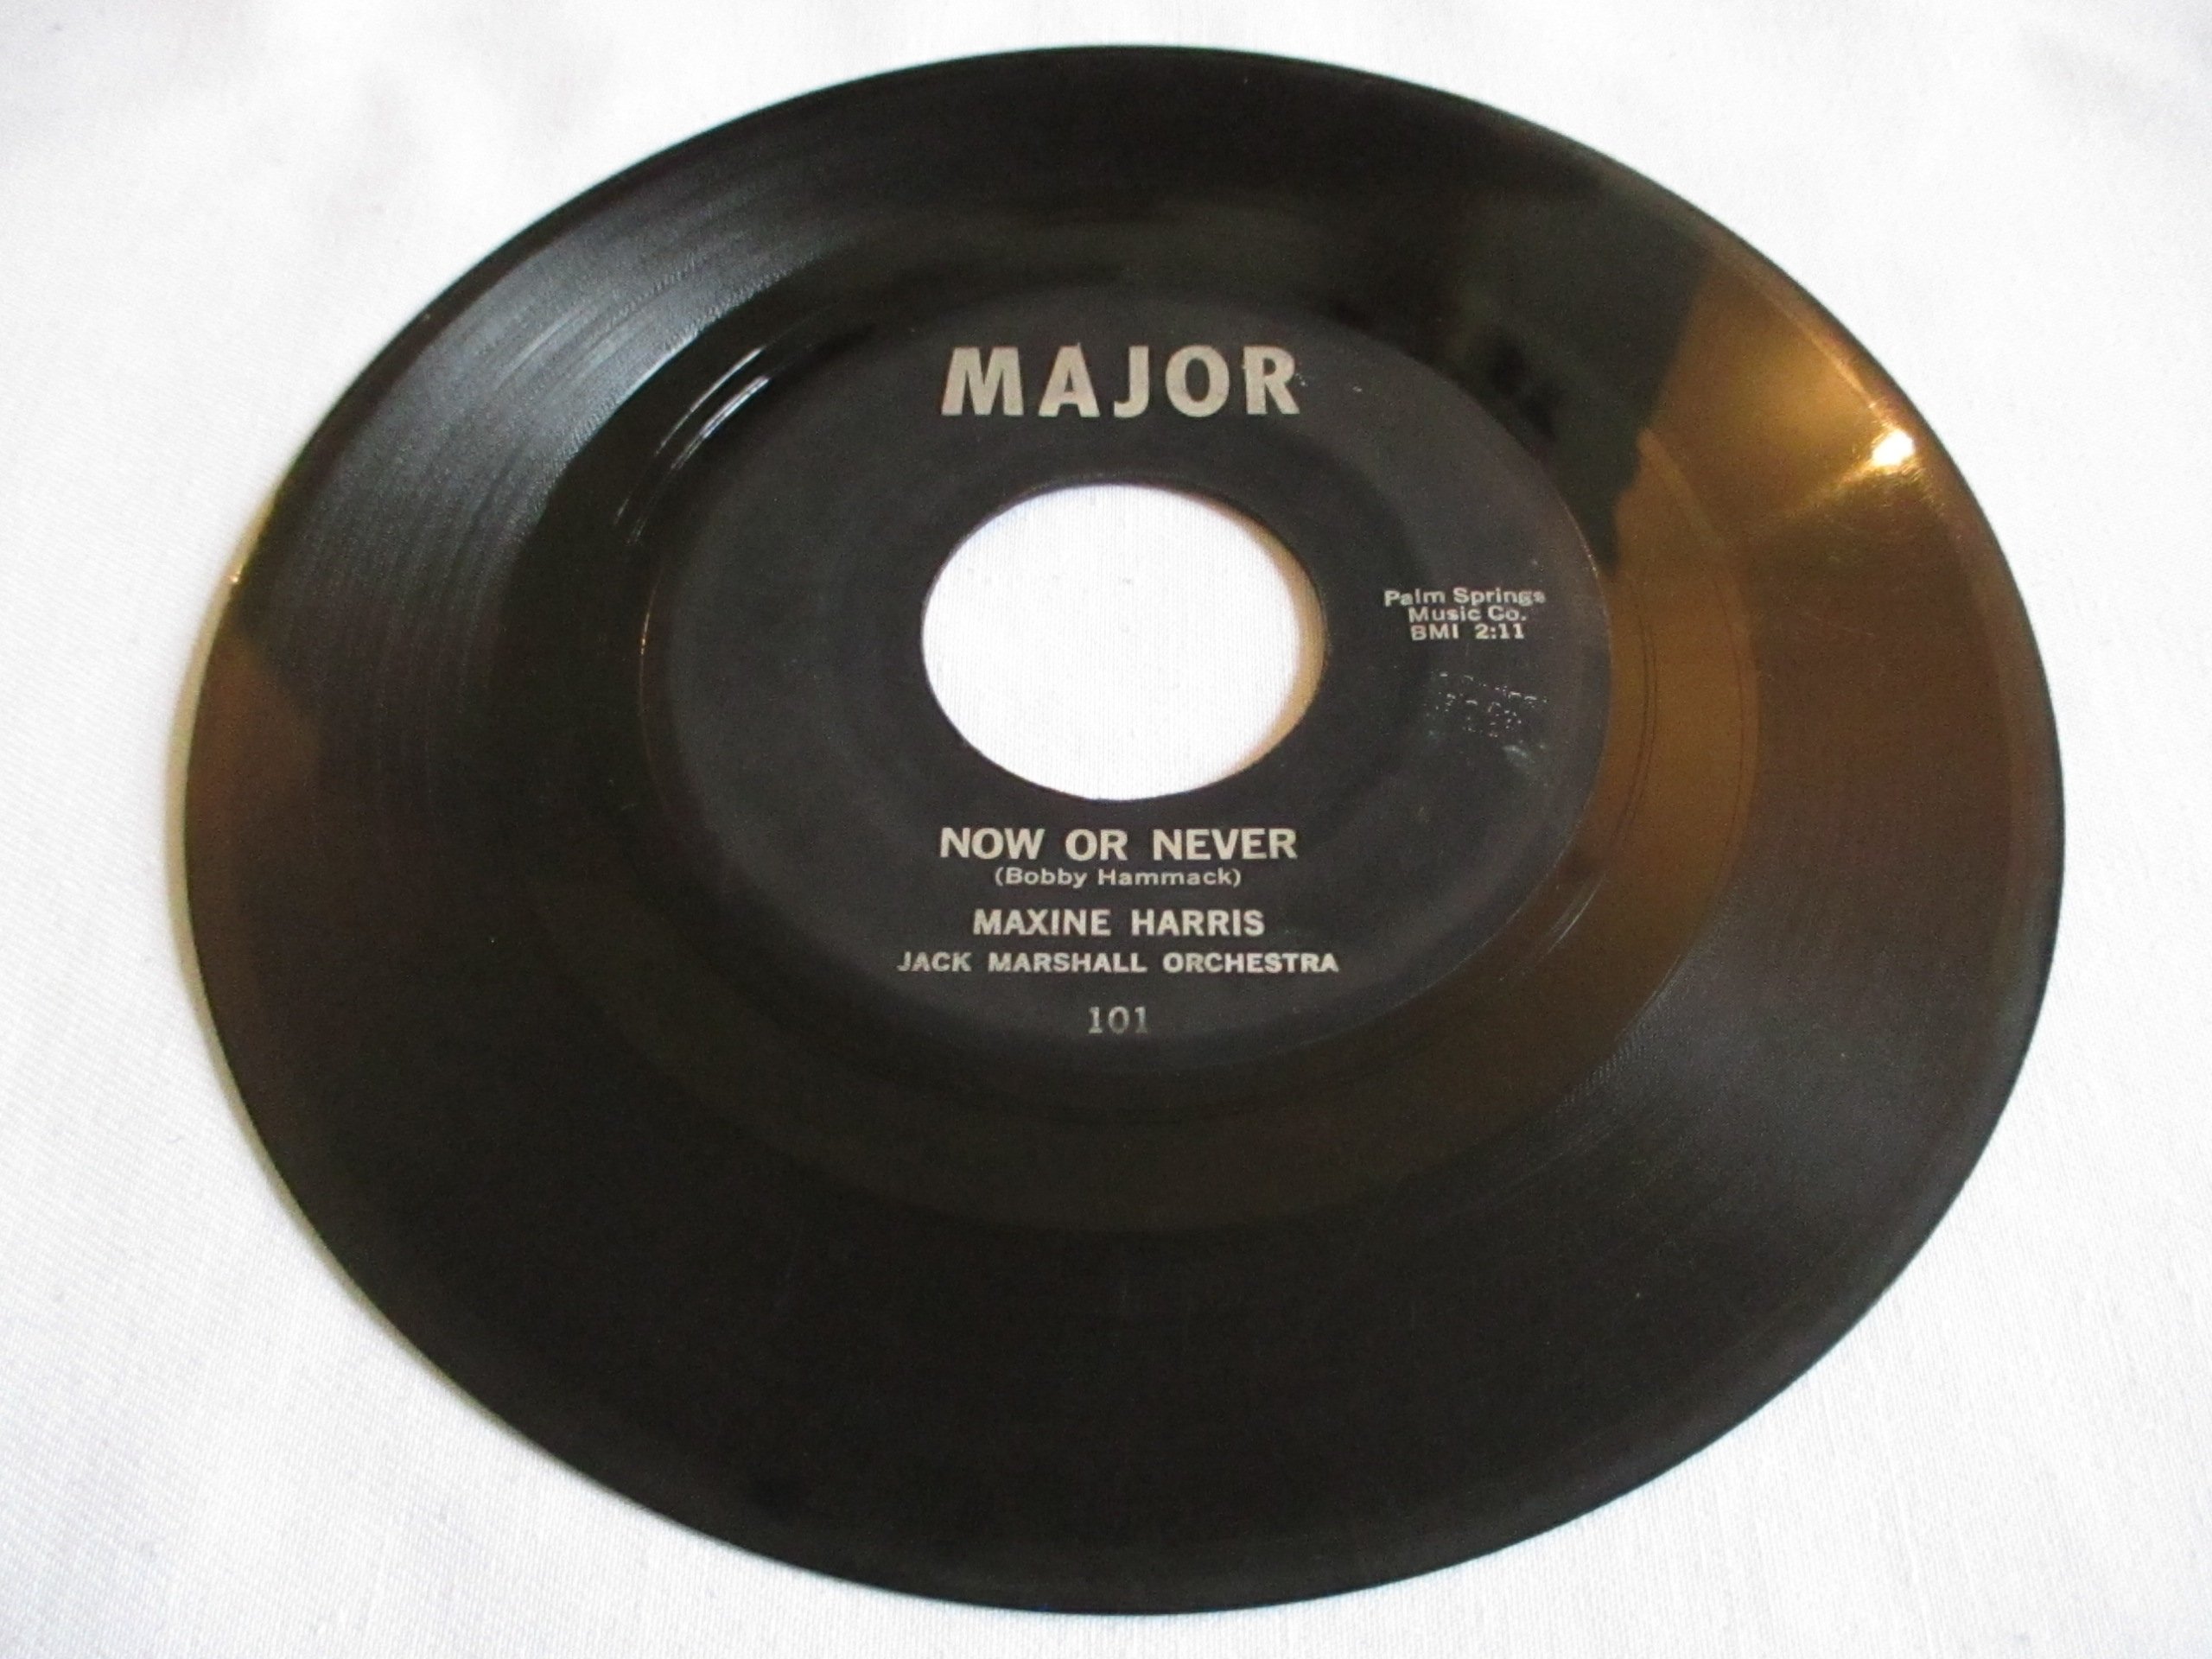 MAJOR
Palm Springs
Music Co.
BMI 2:11
NOW OR NEVER
(Bobby Hammack)
MAXINE HARRIS
JACK MARSHALL ORCHESTRA
101